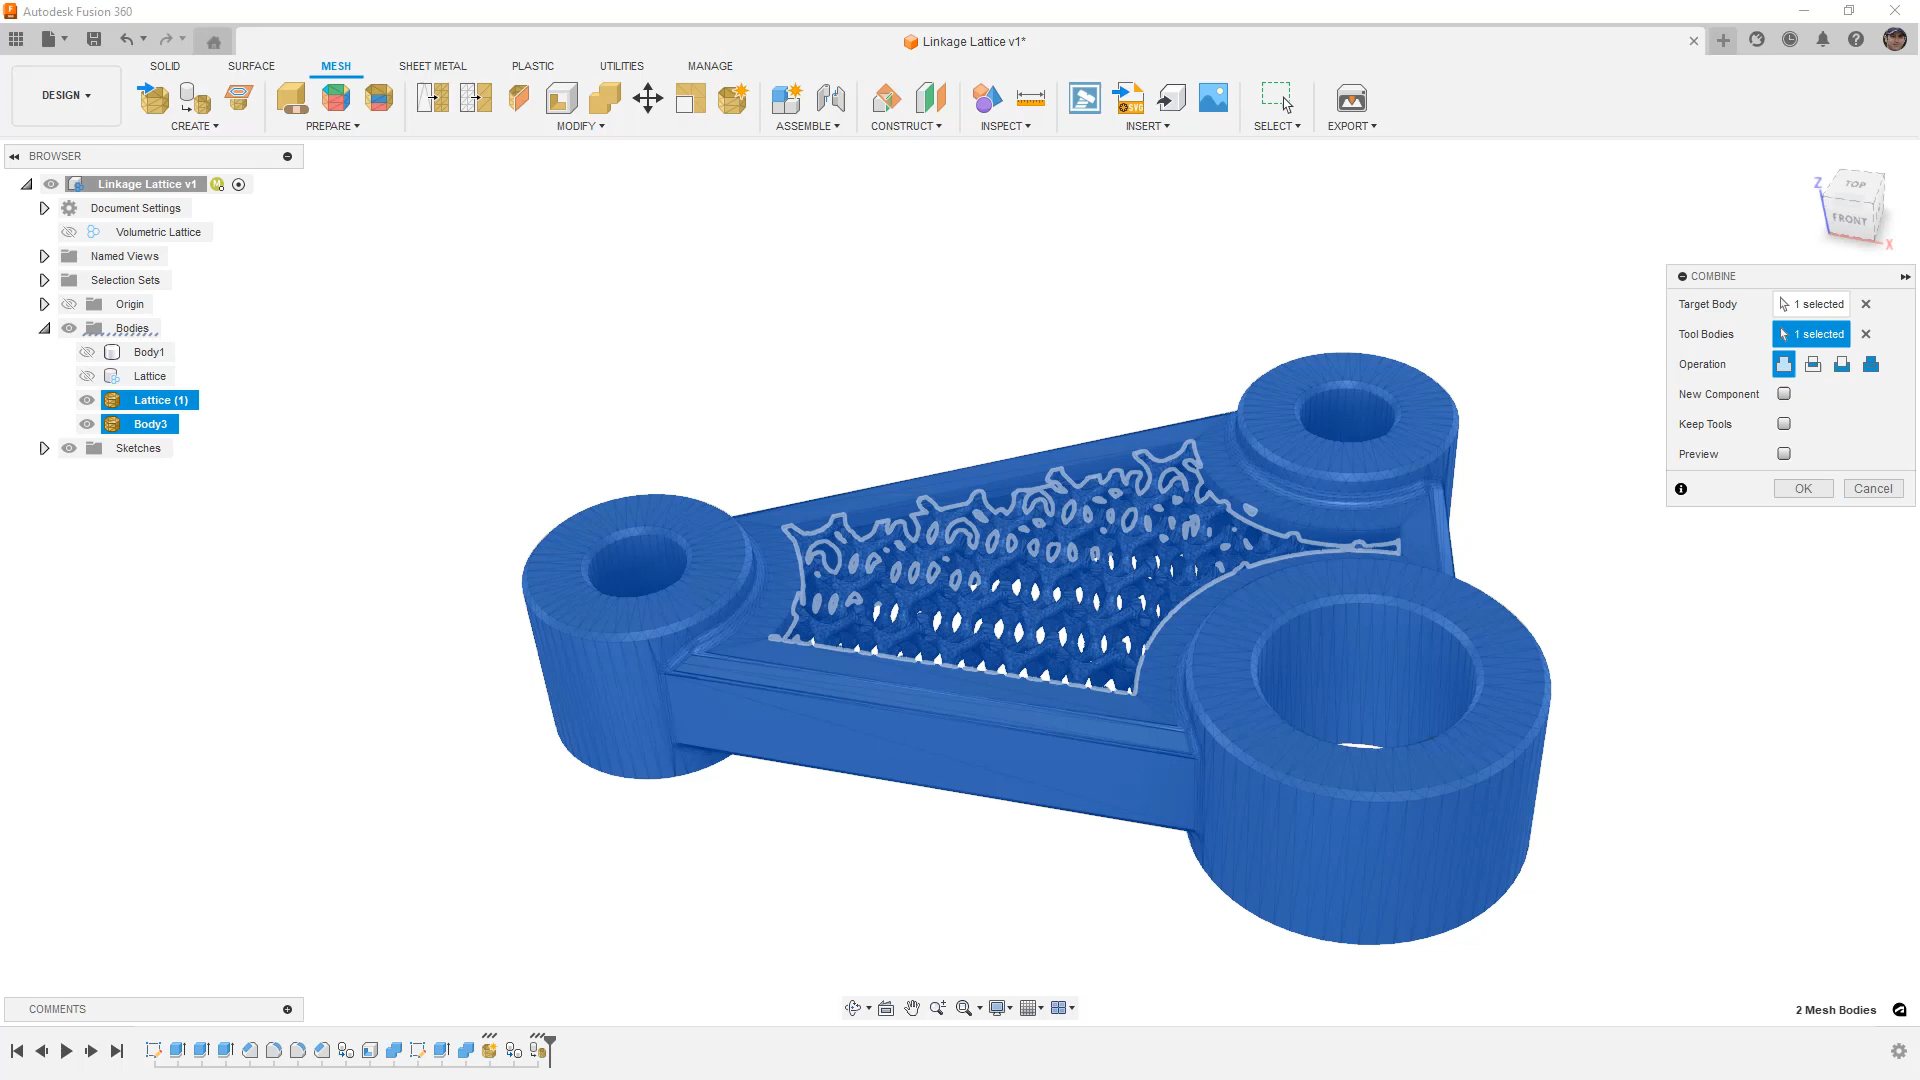 Autodesk Fusion 360
Linkage Lattice v1*
SOLID SURFACE MESH SHEET METAL PLASTIC UTILITIES MANAGE
DESIGN
CREATE PREPARE MODIFY ASSEMBLE CONSTRUCT INSPECT INSERT SELECT EXPORT
SVG
BROWSER
Linkage Lattice v1
M
Document Settings
Volumetric Lattice
Named Views
Selection Sets
Origin
Bodies
Body1
Lattice
Lattice (1)
Body3
Sketches
Z
TOP
FRONT
X
COMBINE
Target Body 1 selected
Tool Bodies 1 selected
Operation
New Component
Keep Tools
Preview
OK Cancel
COMMENTS
2 Mesh Bodies